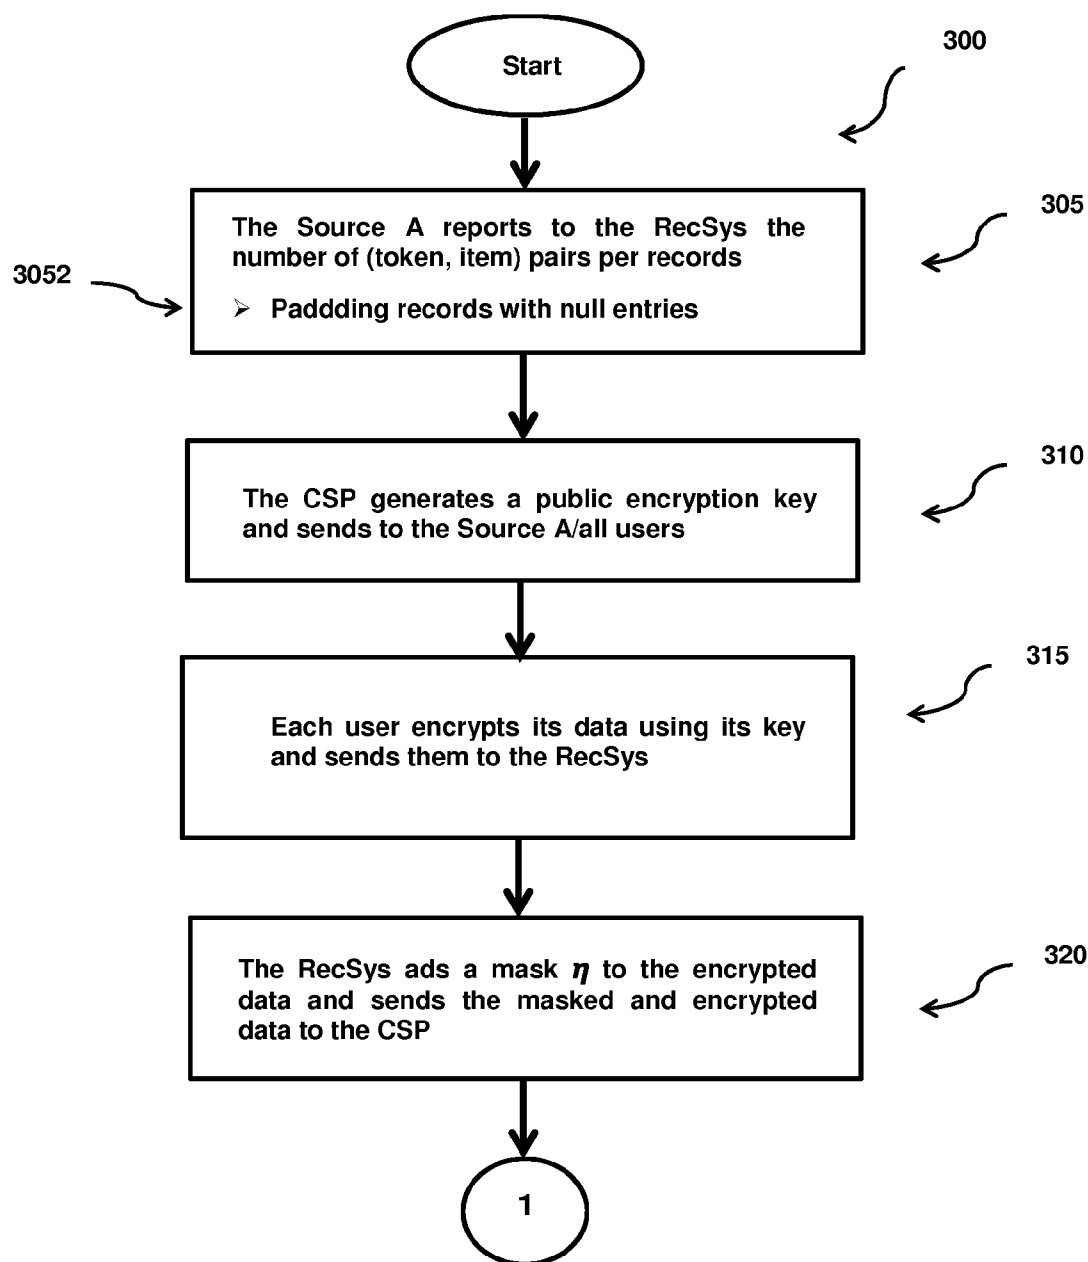 Start
300
The Source A reports to the RecSys the
number of (token, item) pairs per records
305
3052
➢ Paddding records with null entries
310
The CSP generates a public encryption key
and sends to the Source A/all users
315
Each user encrypts its data using its key
and sends them to the RecSys
320
The RecSys ads a mask η to the encrypted
data and sends the masked and encrypted
data to the CSP
1